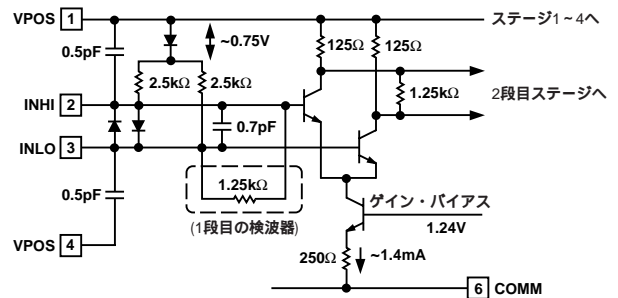 VPOS 1
ステージ1~4へ
~0.75V
0.5pF
125Ω
125Ω
2.5kΩ
2.5kΩ
1.25kΩ
INHI 2
2段目ステージへ
0.7pF
INLO 3
1.25kΩ
0.5pF
(1段目の検波器)
ゲイン・バイアス
1.24V
VPOS 4
250Ω
~1.4mA
6 COMM